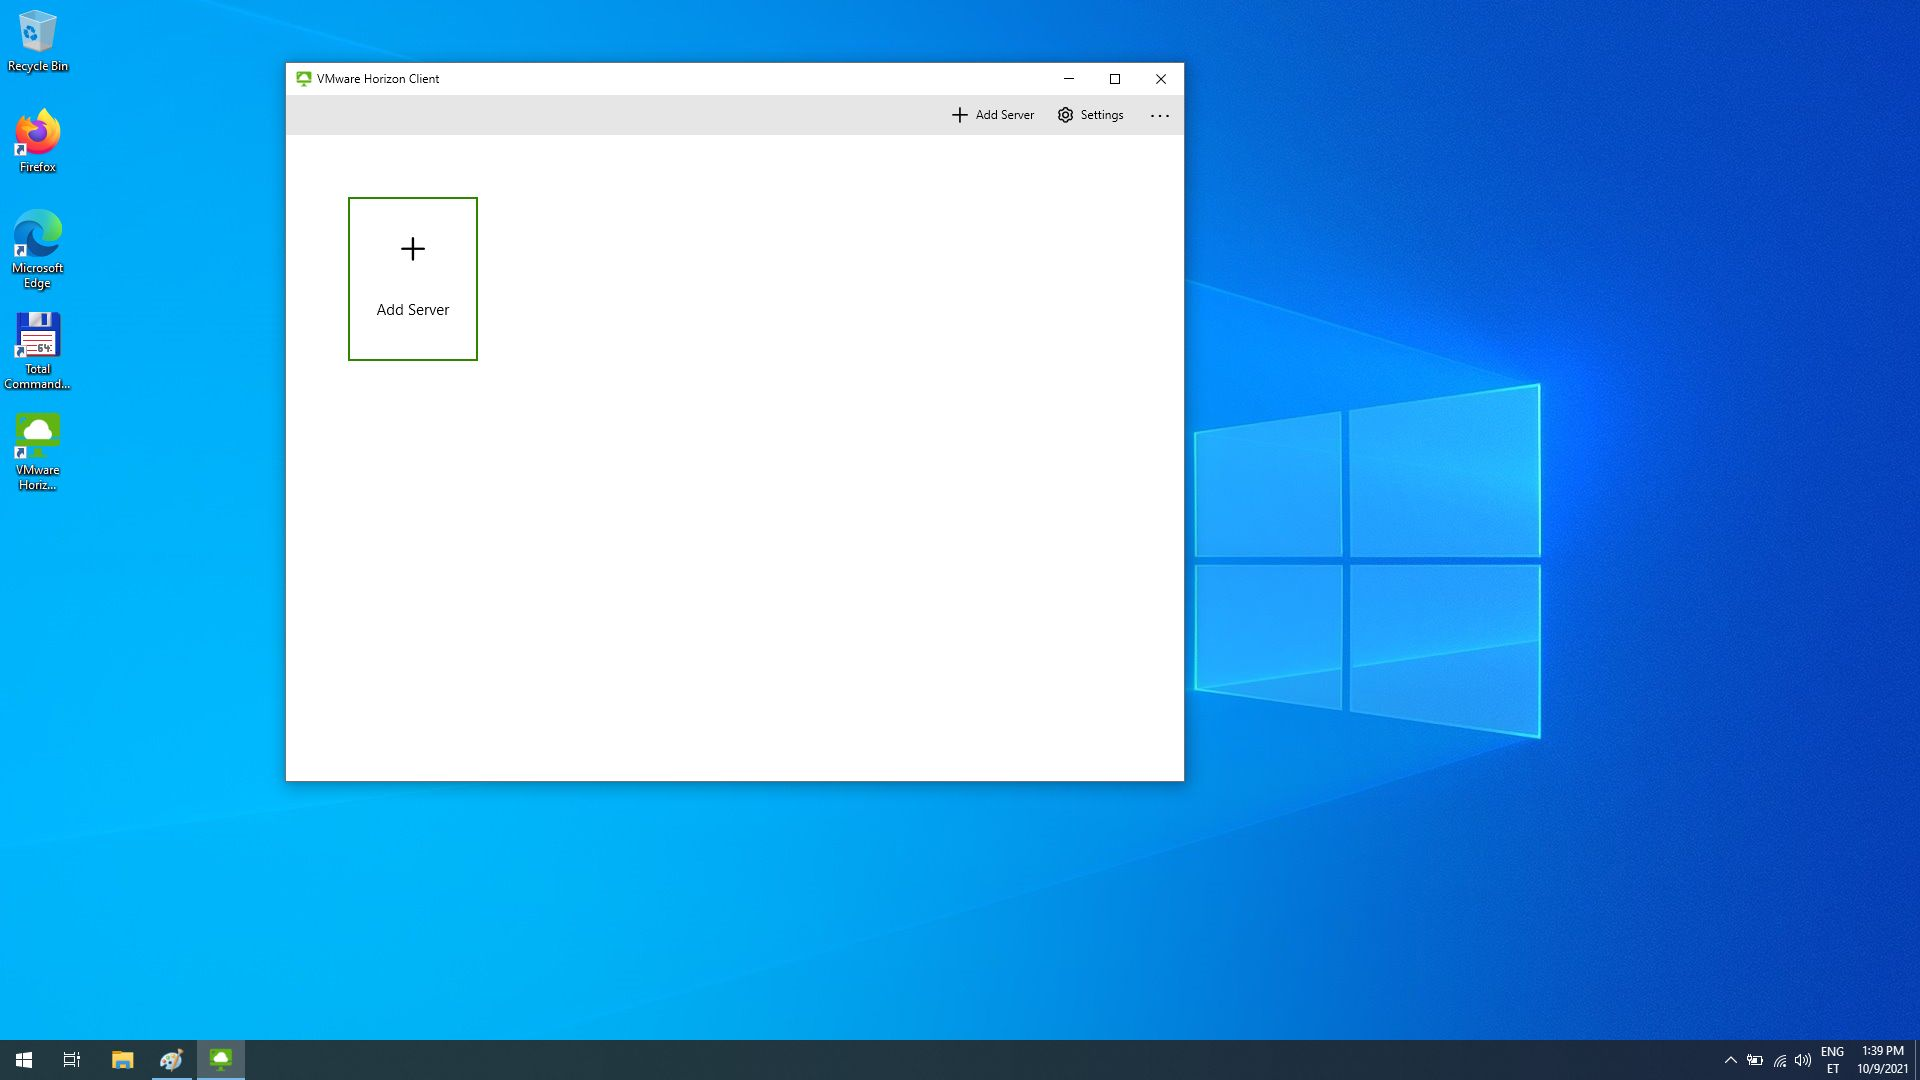 Recycle Bin
Firefox
Microsoft
Edge
64
Total
Command...
VMware
Horiz...
VMware Horizon Client
Add Server
Settings
...
Add Server
ENG
ET
1:39 PM
10/9/2021